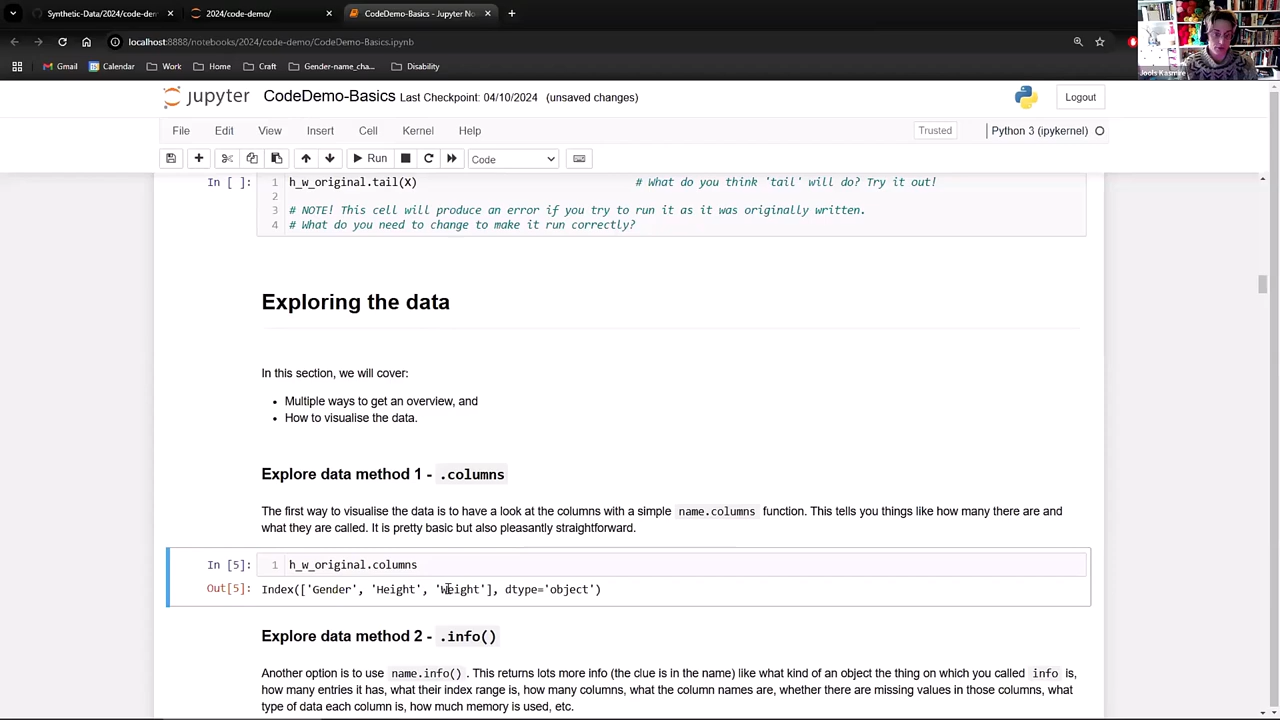 Synthetic-Data/2024/code-de
2024/code-demo/
CodeDemo-Basics - Jupyter No
localhost:8888/notebooks/2024/code-demo/CodeDemo-Basics.ipynb
Gmail
Calendar
Work
Home
Craft
Gender-name_cha...
Disability
Jools Kasmire
jupyter
CodeDemo-Basics Last Checkpoint: 04/10/2024 (unsaved changes)
Logout
File Edit View Insert Cell Kernel Help
Trusted
Python 3 (ipykernel)
Run
Code
In [ ]:
h_w_original.tail(X) # What do you think 'tail' will do? Try it out!
2
3 # NOTE! This cell will produce an error if you try to run it as it was originally written.
4 # What do you need to change to make it run correctly?
Exploring the data
In this section, we will cover:
• Multiple ways to get an overview, and
• How to visualise the data.
Explore data method 1 - .columns
The first way to visualise the data is to have a look at the columns with a simple name.columns function. This tells you things like how many there are and
what they are called. It is pretty basic but also pleasantly straightforward.
In [5]: 1 h_w_original.columns
Out[5]: Index(['Gender', 'Height', 'Weight'], dtype='object')
Explore data method 2 - .info()
Another option is to use name.info() . This returns lots more info (the clue is in the name) like what kind of an object the thing on which you called info is,
how many entries it has, what their index range is, how many columns, what the column names are, whether there are missing values in those columns, what
type of data each column is, how much memory is used, etc.